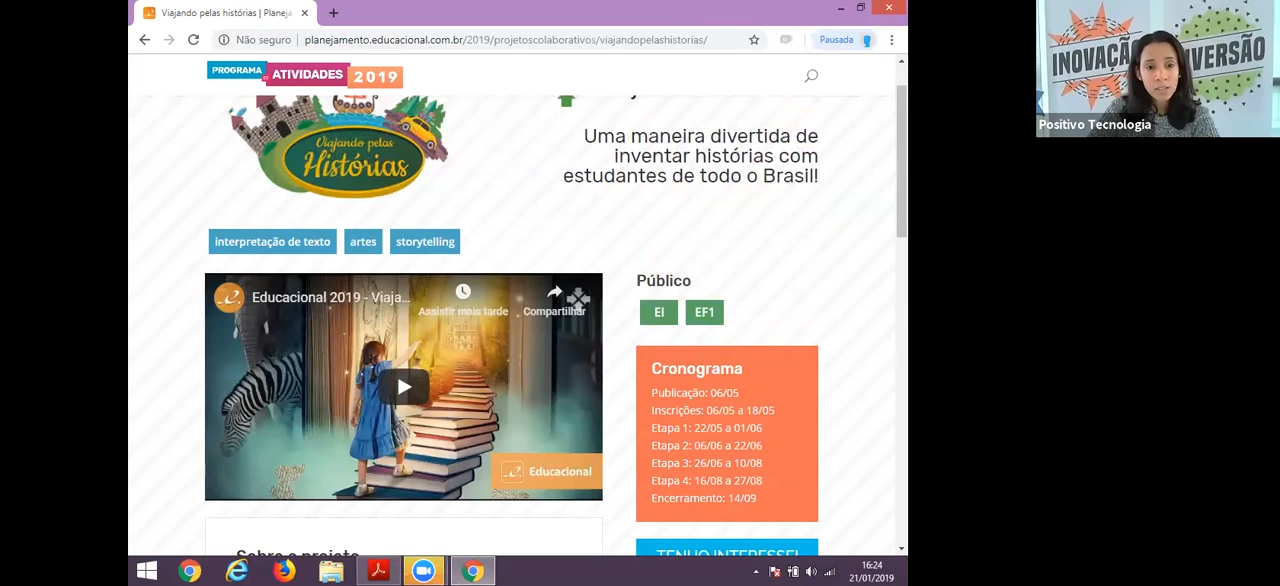 Viajando pelas histórias | Planeja
Não seguro
planejamento.educacional.com.br/2019/projetoscolaborativos/viajandopelashistorias/
Pausada
PROGRAMA
ATIVIDADES
2019
Viajando pelas
Histórias
Uma maneira divertida de
inventar histórias com
estudantes de todo o Brasil!
interpretação de texto
artes
storytelling
Educacional 2019 - Viaja...
Assistir mais tarde
Compartilhar
Educacional
Público
EI
EF1
Cronograma
Publicação: 06/05
Inscrições: 06/05 a 18/05
Etapa 1: 22/05 a 01/06
Etapa 2: 06/06 a 22/06
Etapa 3: 26/06 a 10/08
Etapa 4: 16/08 a 27/08
Encerramento: 14/09
Sobre o projeto
TENHO INTERESSE!
16:24
21/01/2019
INOVAÇÃ
VERSÃO
Positivo Tecnologia